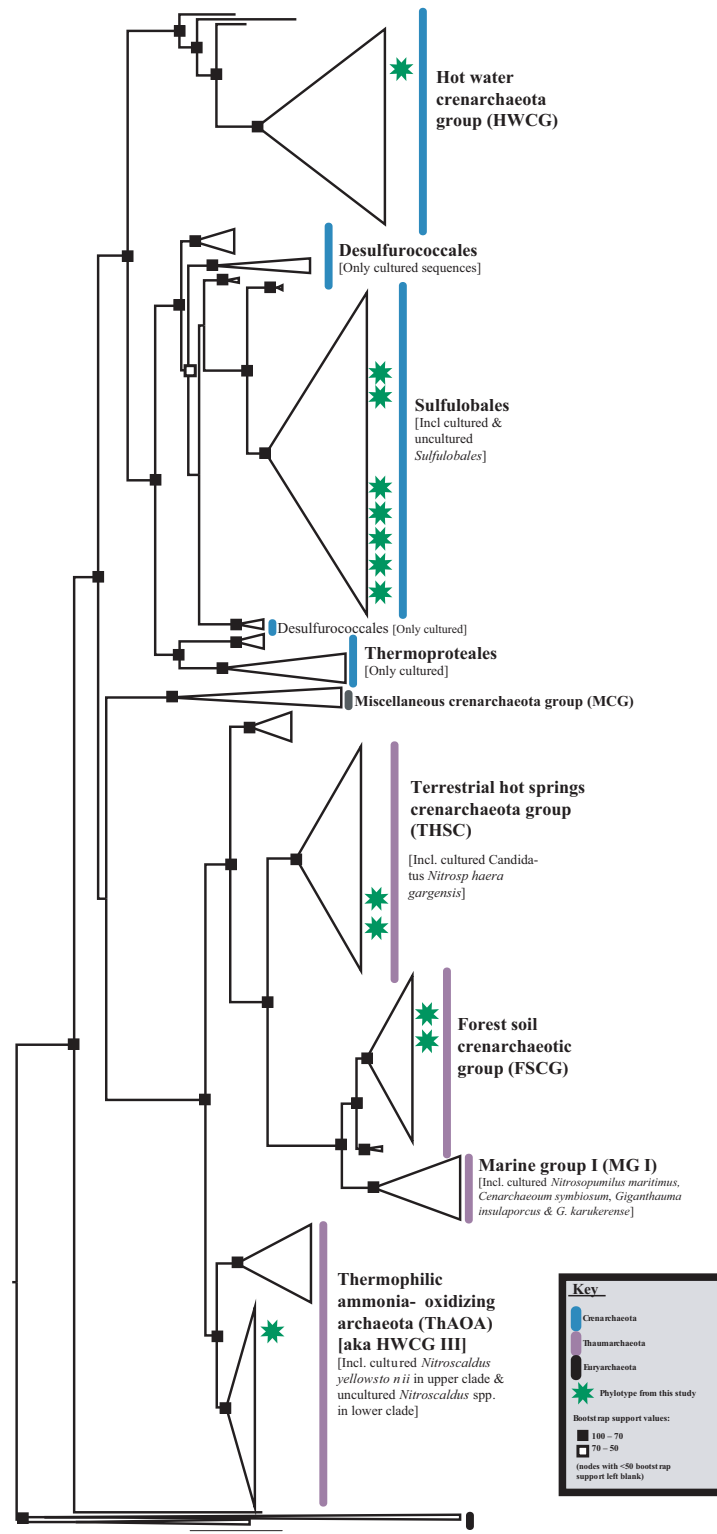 Hot water
crenarchaeota
group (HWCG)
Desulfurococcales
[Only cultured sequences]
Sulfulobales
[Incl cultured &
uncultured
Sulfulobales]
Desulfurococcales [Only cultured]
Thermoproteales
[Only cultured]
Miscellaneous crenarchaeota group (MCG)
Terrestrial hot springs
crenarchaeota group
(THSC)
[Incl. cultured Candida-
tus Nitrosp haera
gargensis]
Forest soil
crenarchaeotic
group (FSCG)
Marine group I (MG I)
[Incl. cultured Nitrosopumilus maritimus,
Cenarchaeoum symbiosum, Giganthauma
insulaporcus & G. karukerense]
Thermophilic
ammonia- oxidizing
archaeota (ThAOA)
[aka HWCG III]
[Incl. cultured Nitroscaldus
yellowsto nii in upper clade &
uncultured Nitroscaldus spp.
in lower clade]
Key
Crenarchaeota
Thaumarchaeota
Euryarchaeota
Phylotype from this study
Bootstrap support values:
100 – 70
70 – 50
(nodes with <50 bootstrap
support left blank)